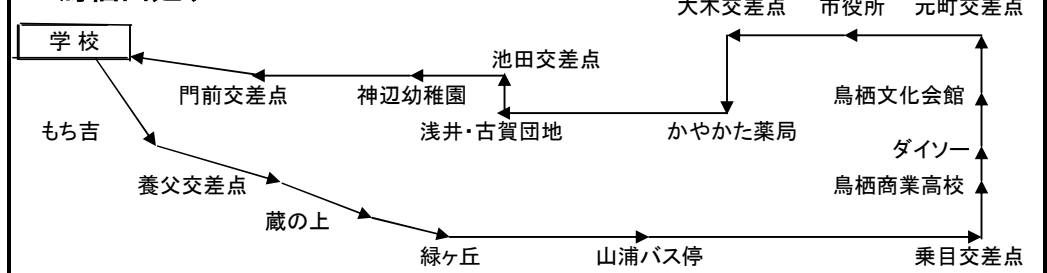 大木交差点 市役所 元町交差点
学校
池田交差点
門前交差点 神辺幼稚園 鳥栖文化会館
もち吉 浅井・古賀団地 かやかた薬局
ダイソー
養父交差点 鳥栖商業高校
蔵の上
緑ヶ丘 山浦バス停 乗目交差点